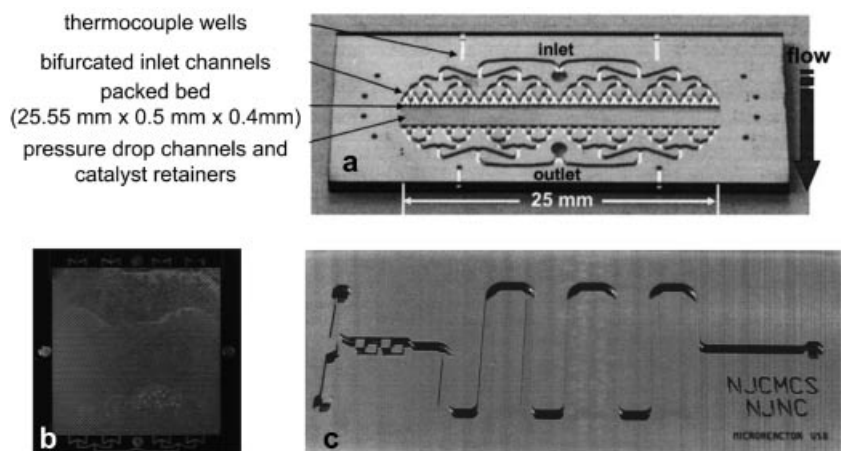 thermocouple wells
bifurcated inlet channels
packed bed
(25.55 mm x 0.5 mm x 0.4mm)
pressure drop channels and
catalyst retainers
inlet
flow
a
outlet
25 mm
b
c
NJCMCS
NJNC
MICROREACTOR USB